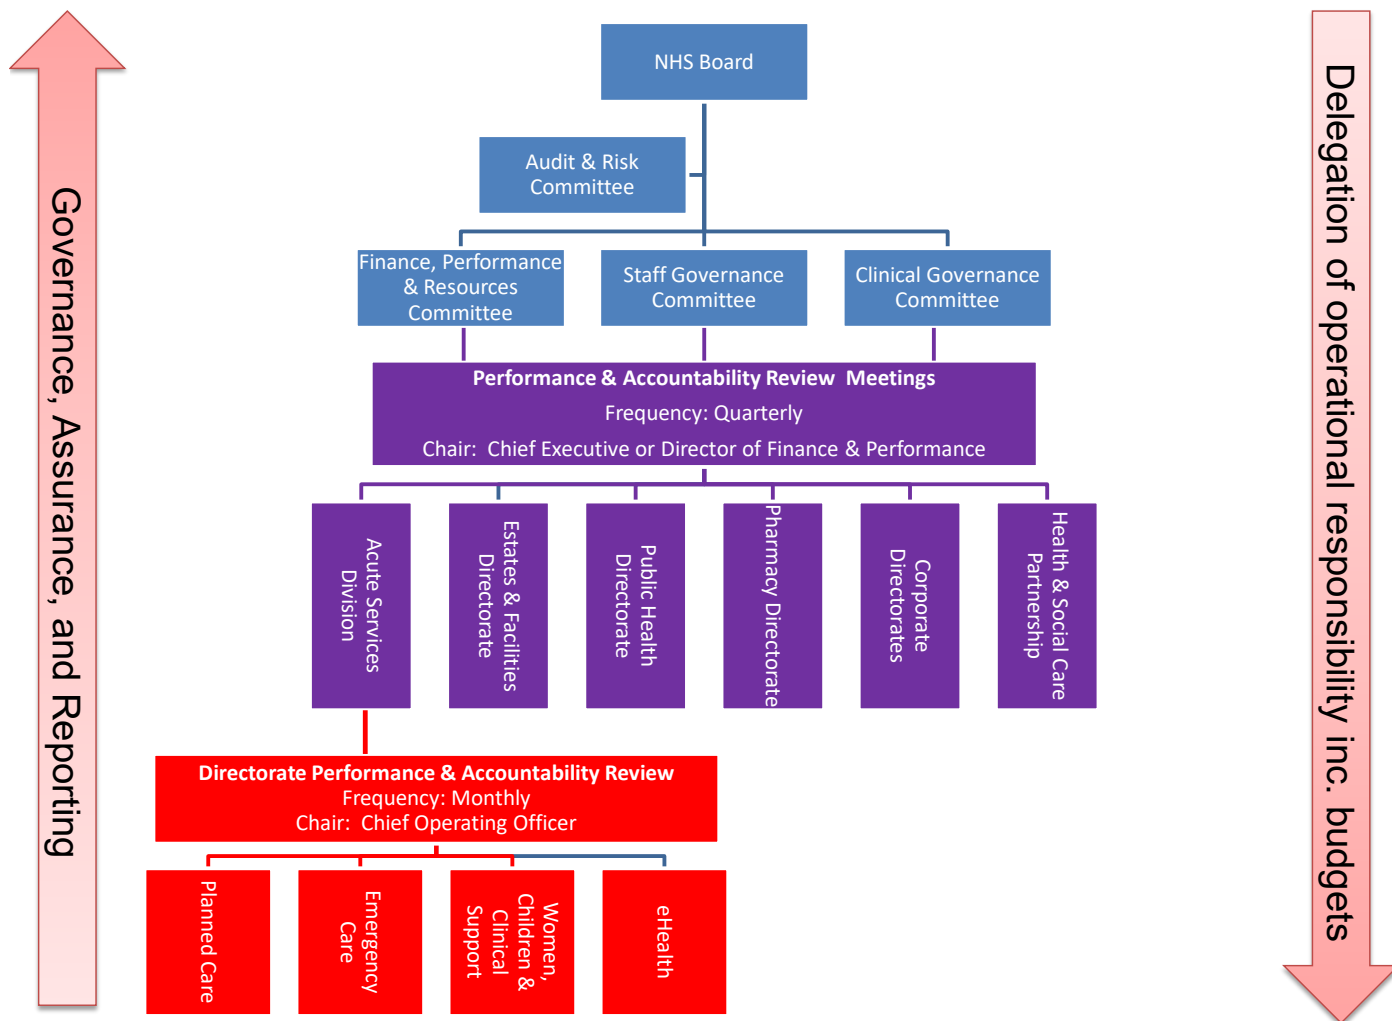 NHS Board
Audit & Risk
Committee
Finance, Performance
& Resources
Committee
Staff Governance
Committee
Clinical Governance
Committee
Performance & Accountability Review Meetings
Frequency: Quarterly
Chair: Chief Executive or Director of Finance & Performance
Acute Services
Division
Estates & Facilities
Directorate
Public Health
Directorate
Pharmacy Directorate
Corporate
Directorates
Health & Social Care
Partnership
Directorate Performance & Accountability Review
Frequency: Monthly
Chair: Chief Operating Officer
Planned Care
Emergency
Care
Women,
Children &
Clinical
Support
eHealth
Governance, Assurance, and Reporting
Delegation of operational responsibility inc. budgets